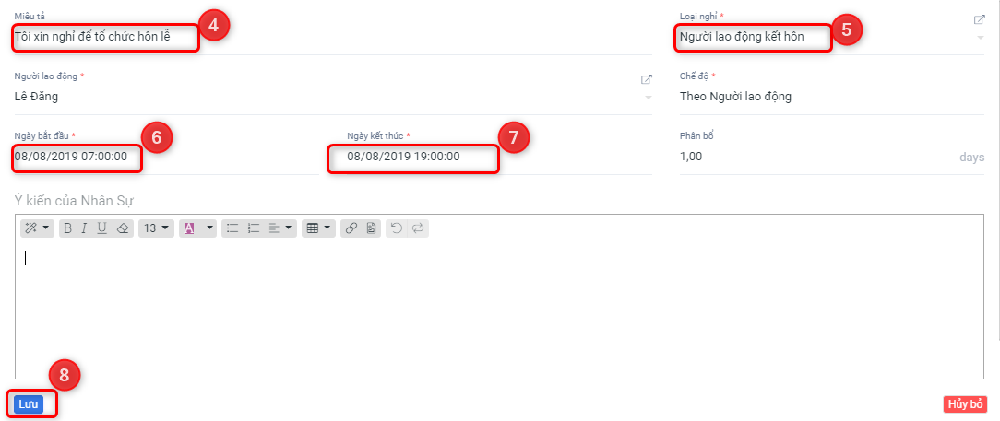 Miêu tả
Tôi xin nghỉ để tổ chức hôn lễ
4
Loại nghỉ *
Người lao động kết hôn
5
Người lao động *
Lê Đăng
Chế độ *
Theo Người lao động
Ngày bắt đầu *
08/08/2019 07:00:00
6
Ngày kết thúc *
08/08/2019 19:00:00
7
Phân bổ
1,00 days
Ý kiến của Nhân Sự
B I U 13 A
8
Lưu
Hủy bỏ